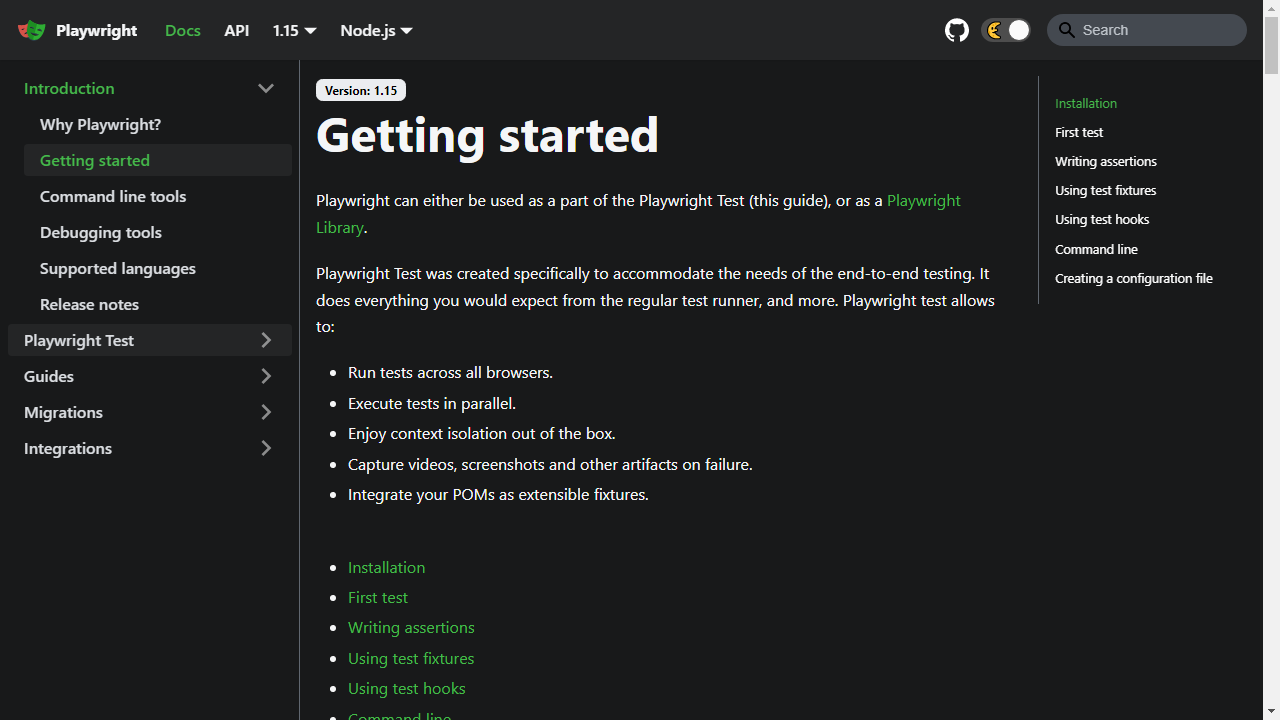 Playwright Docs API 1.15 Node.js Search
Introduction
Why Playwright?
Getting started
Command line tools
Debugging tools
Supported languages
Release notes
Playwright Test
Guides
Migrations
Integrations
Version: 1.15
Getting started
Playwright can either be used as a part of the Playwright Test (this guide), or as a Playwright
Library.
Playwright Test was created specifically to accommodate the needs of the end-to-end testing. It
does everything you would expect from the regular test runner, and more. Playwright test allows
to:
Run tests across all browsers.
Execute tests in parallel.
Enjoy context isolation out of the box.
Capture videos, screenshots and other artifacts on failure.
Integrate your POMs as extensible fixtures.
Installation
First test
Writing assertions
Using test fixtures
Using test hooks
Command line
Installation
First test
Writing assertions
Using test fixtures
Using test hooks
Command line
Creating a configuration file